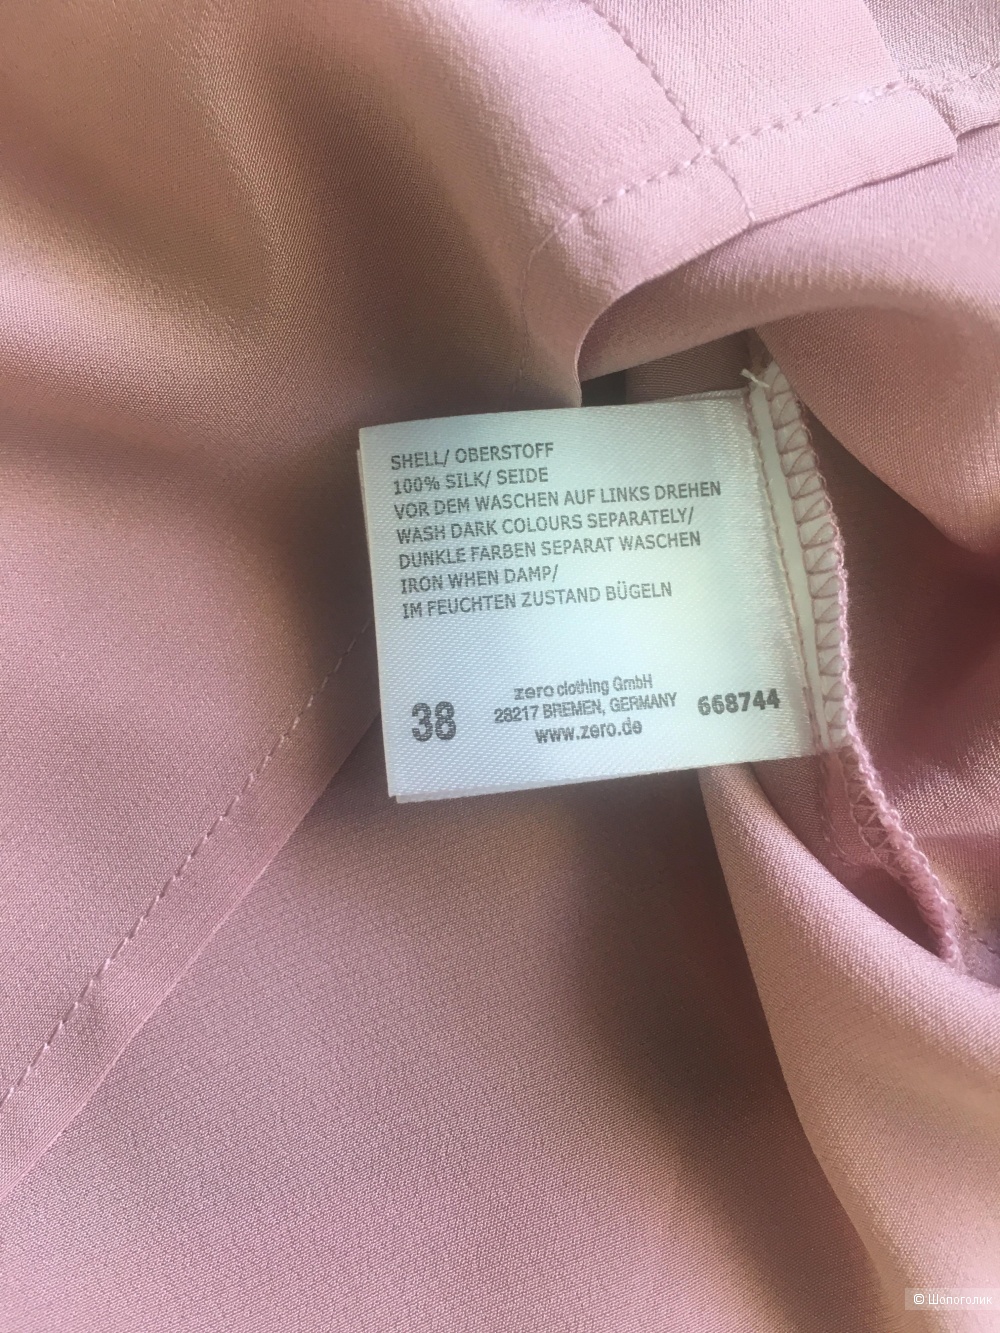 SHELL/ OBERSTOFF
100% SILK/ SEIDE
VOR DEM WASCHEN AUF LINKS DREHEN
WASH DARK COLOURS SEPARATELY/
DUNKLE FARBEN SEPARAT WASCHEN
IRON WHEN DAMP/
IM FEUCHTEN ZUSTAND BÜGELN
38
zero clothing GmbH
28217 BREMEN, GERMANY
www.zero.de
668744
© Шопоголик